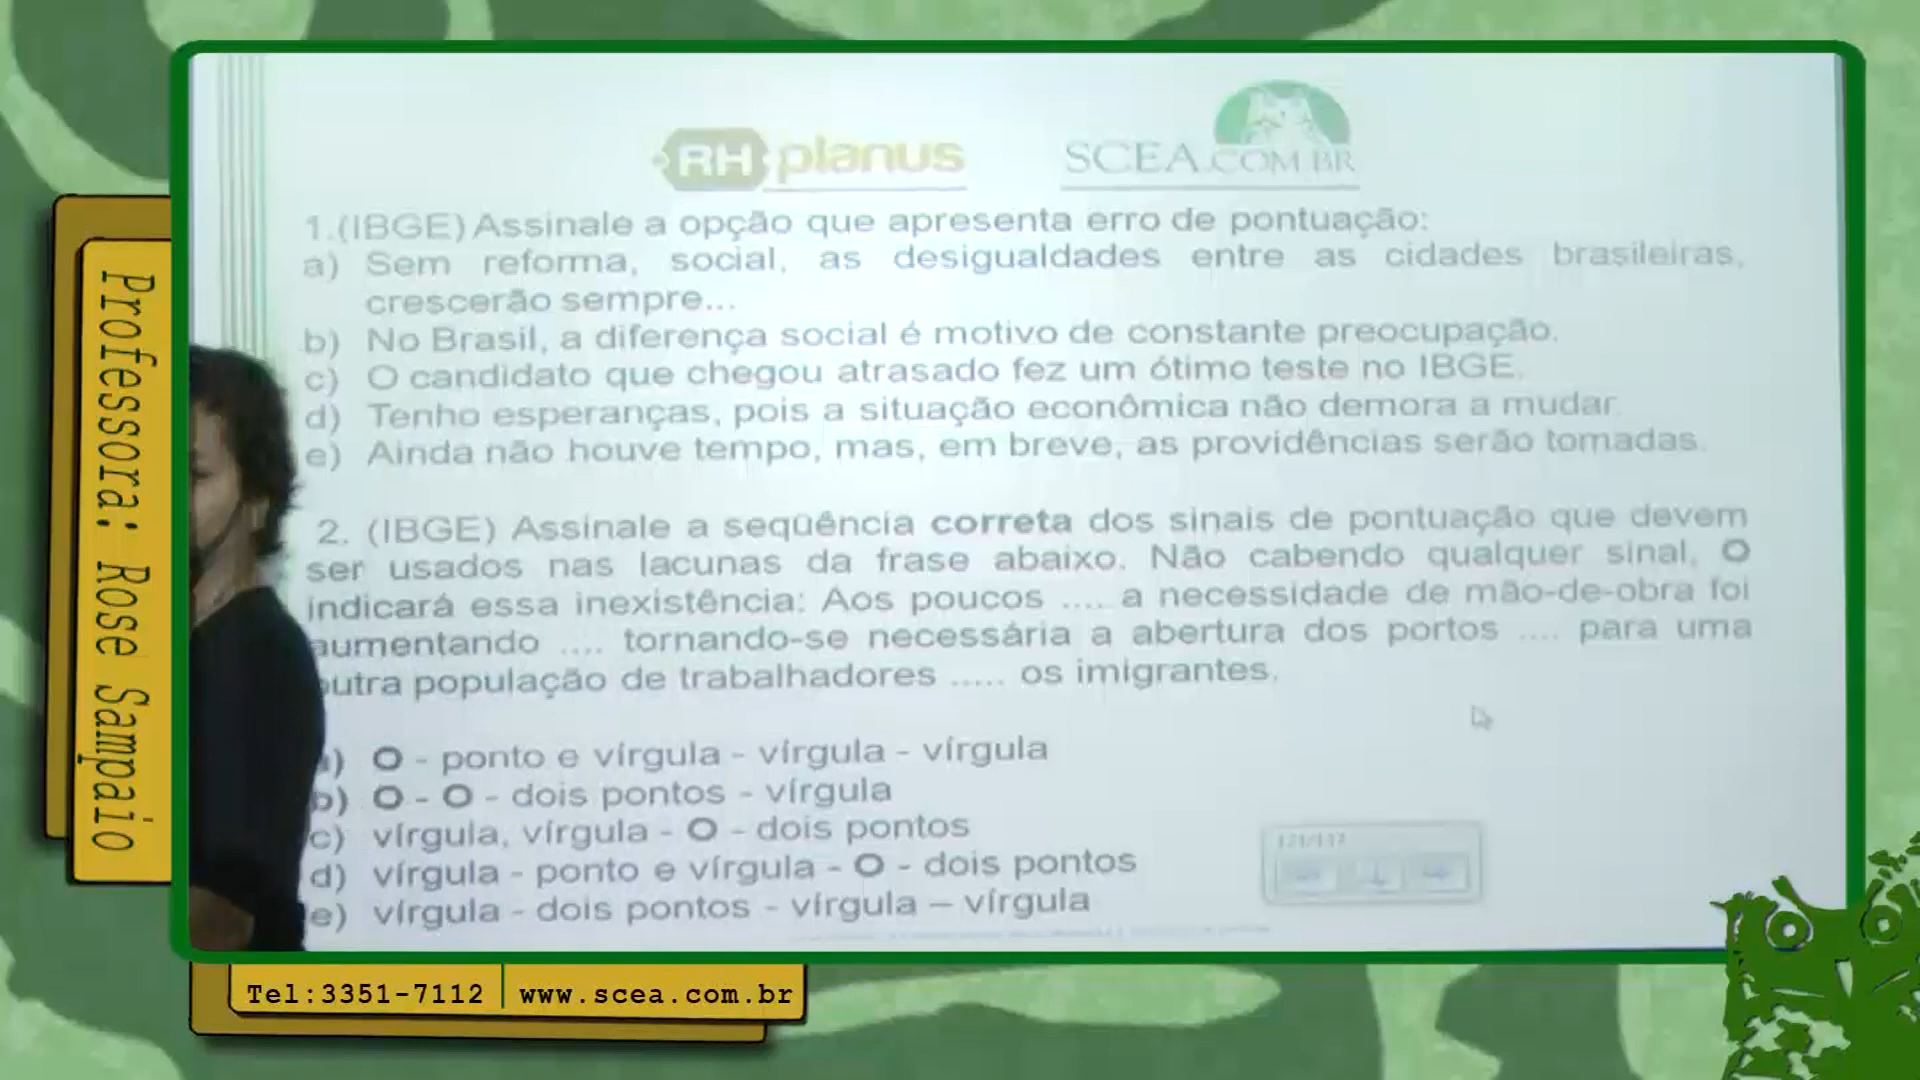 RH planus
SCEA.COM.BR
1.(IBGE) Assinale a opção que apresenta erro de pontuação:
a) Sem reforma, social, as desigualdades entre as cidades brasileiras,
crescerão sempre...
b) No Brasil, a diferença social é motivo de constante preocupação.
c) O candidato que chegou atrasado fez um ótimo teste no IBGE.
d) Tenho esperanças, pois a situação econômica não demora a mudar.
e) Ainda não houve tempo, mas, em breve, as providências serão tomadas.
2. (IBGE) Assinale a seqüência correta dos sinais de pontuação que devem
ser usados nas lacunas da frase abaixo. Não cabendo qualquer sinal, O
indicará essa inexistência: Aos poucos .... a necessidade de mão-de-obra foi
aumentando .... tornando-se necessária a abertura dos portos .... para uma
outra população de trabalhadores ..... os imigrantes.
a) O - ponto e vírgula - vírgula - vírgula
b) O - O - dois pontos - vírgula
c) vírgula, vírgula - O - dois pontos
d) vírgula - ponto e vírgula - O - dois pontos
e) vírgula - dois pontos - vírgula – vírgula
Professora: Rose Sampaio
Tel:3351-7112 www.scea.com.br